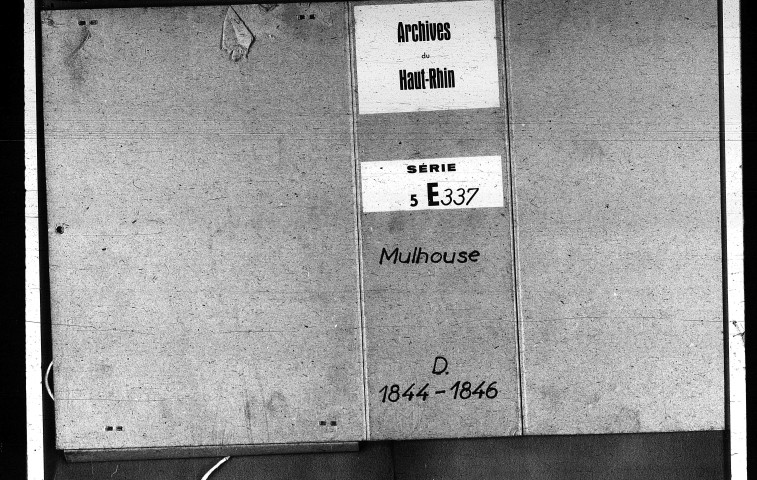 Archives
du
Haut-Rhin
SÉRIE
5 E337
Mulhouse
D.
1844-1846